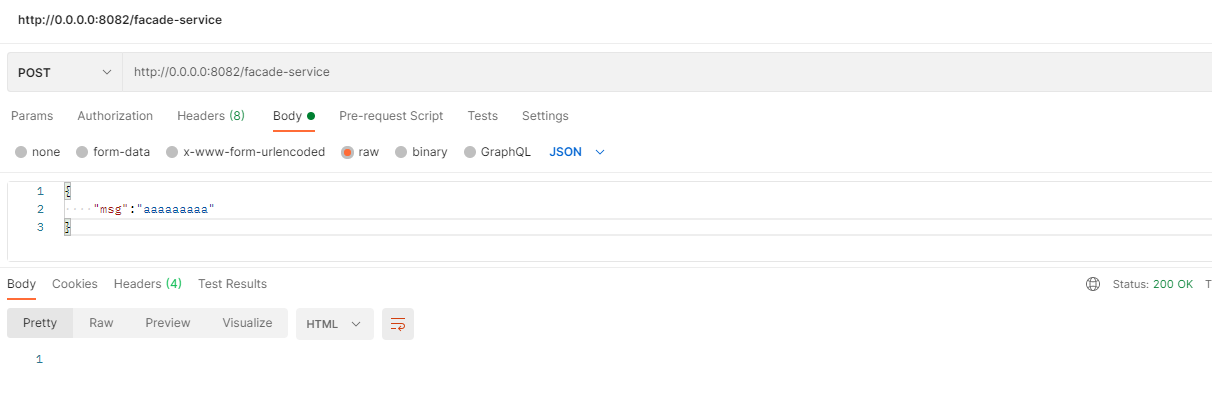 http://0.0.0.0:8082/facade-service
POST http://0.0.0.0:8082/facade-service
Params Authorization Headers (8) Body Pre-request Script Tests Settings
none form-data x-www-form-urlencoded raw binary GraphQL JSON
1 {
2 ····"msg":"aaaaaaaaa"
3 }
Body Cookies Headers (4) Test Results Status: 200 OK T
Pretty Raw Preview Visualize HTML
1